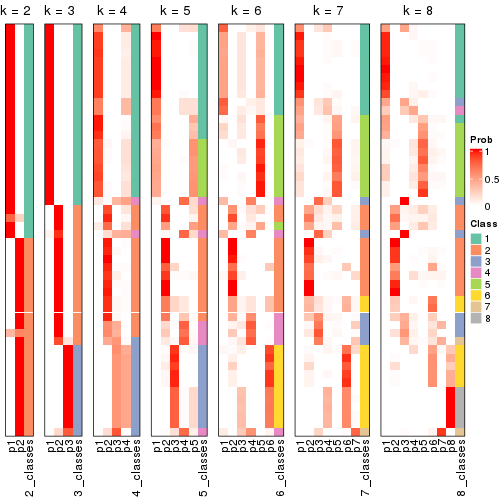 k = 2 k = 3 k = 4 k = 5 k = 6 k = 7 k = 8
Prob
1
0.5
0
Class
1
2
3
4
5
6
7
8
p1 p2 2_classes
p1 p2 p3 3_classes
p1 p2 p3 p4 4_classes
p1 p2 p3 p4 p5 5_classes
p1 p2 p3 p4 p5 p6 6_classes
p1 p2 p3 p4 p5 p6 p7 7_classes
p1 p2 p3 p4 p5 p6 p7 p8 8_classes